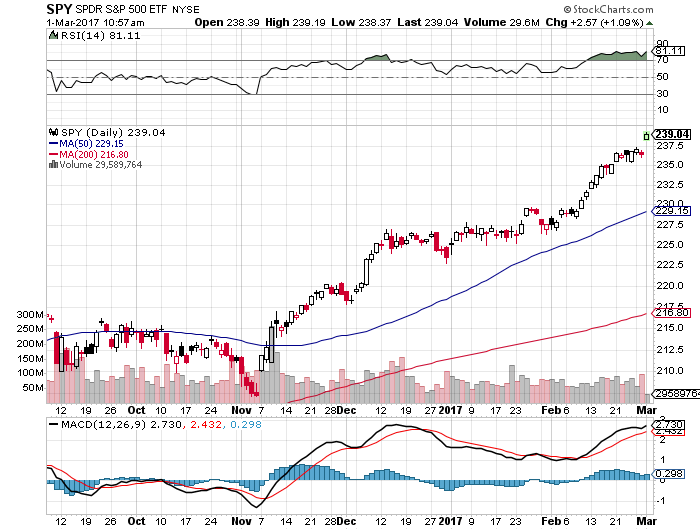 SPY SPDR S&P 500 ETF NYSE © StockCharts.com
1-Mar-2017 10:57am Open 238.39 High 239.19 Low 238.37 Last 239.04 Volume 29.6M Chg +2.57 (+1.09%)
RSI(14) 81.11
90
81.11
70
50
30
10
SPY (Daily) 239.04
MA(50) 229.15
MA(200) 216.80
Volume 29,589,764
239.04
237.5
235.0
232.5
229.15
227.5
225.0
222.5
220.0
217.5
216.80
215.0
212.5
210.0
29589764
300M
250M
200M
150M
100M
50M
12 19 26 Oct 10 17 24 Nov 7 14 21 28 Dec 12 19 27 2017 9 17 23 Feb 6 13 21 Mar
MACD(12,26,9) 2.730, 2.432, 0.298
3
2.730
2.432
2
1
0.298
0
-1
12 19 26 Oct 10 17 24 Nov 7 14 21 28 Dec 12 19 27 2017 9 17 23 Feb 6 13 21 Mar